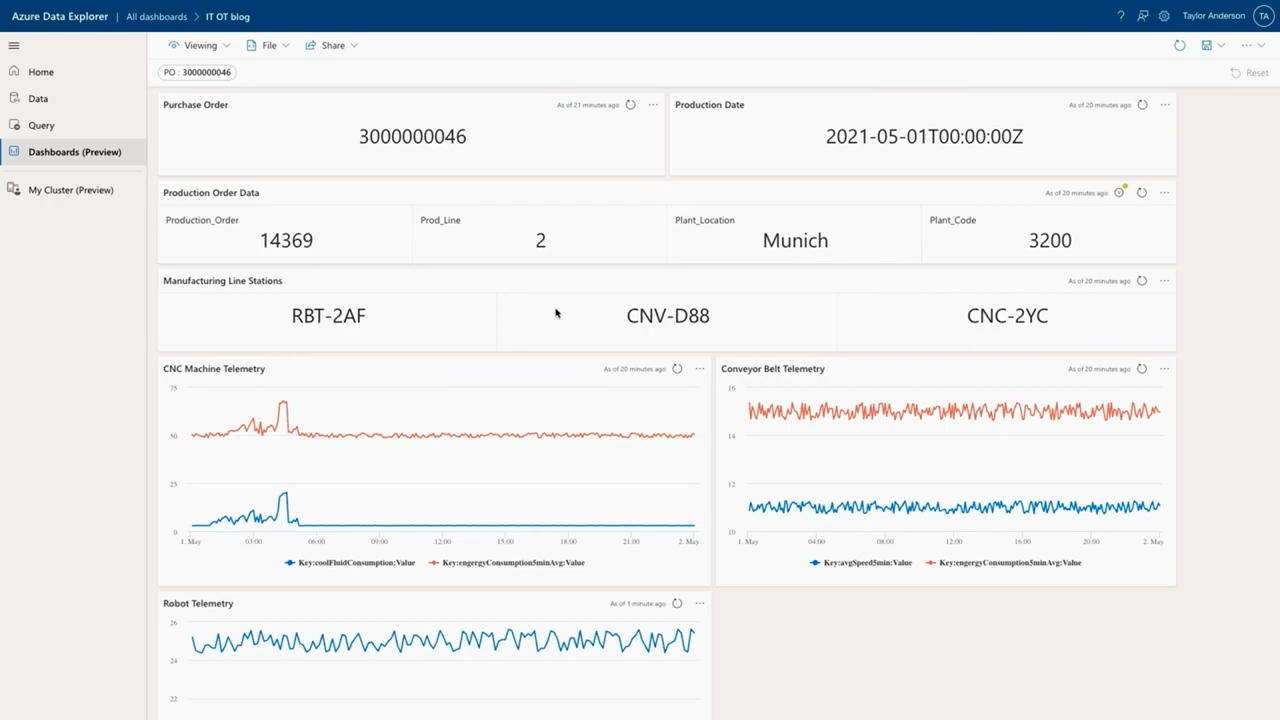 Azure Data Explorer | All dashboards > IT OT blog
? Taylor Anderson TA
Viewing File Share
PO : 3000000046 Reset
Home
Data
Query
Dashboards (Preview)
My Cluster (Preview)
Purchase Order As of 21 minutes ago
3000000046
Production Date As of 20 minutes ago
2021-05-01T00:00:00Z
Production Order Data As of 20 minutes ago
Production_Order Prod_Line Plant_Location Plant_Code
14369 2 Munich 3200
Manufacturing Line Stations As of 20 minutes ago
RBT-2AF CNV-D88 CNC-2YC
CNC Machine Telemetry As of 20 minutes ago
75
50
25
0
1. May 03:00 06:00 09:00 12:00 15:00 18:00 21:00 2. May
Key:coolFluidConsumption:Value Key:engergyConsumption5minAvg:Value
Conveyor Belt Telemetry As of 20 minutes ago
16
14
12
10
1. May 04:00 08:00 12:00 16:00 20:00 2. May
Key:avgSpeed5min:Value Key:engergyConsumption5minAvg:Value
Robot Telemetry As of 1 minute ago
26
24
22